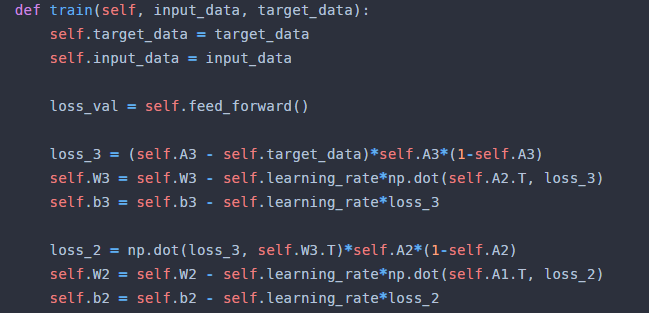 def train(self, input_data, target_data):
    self.target_data = target_data
    self.input_data = input_data

    loss_val = self.feed_forward()

    loss_3 = (self.A3 - self.target_data)*self.A3*(1-self.A3)
    self.W3 = self.W3 - self.learning_rate*np.dot(self.A2.T, loss_3)
    self.b3 = self.b3 - self.learning_rate*loss_3

    loss_2 = np.dot(loss_3, self.W3.T)*self.A2*(1-self.A2)
    self.W2 = self.W2 - self.learning_rate*np.dot(self.A1.T, loss_2)
    self.b2 = self.b2 - self.learning_rate*loss_2